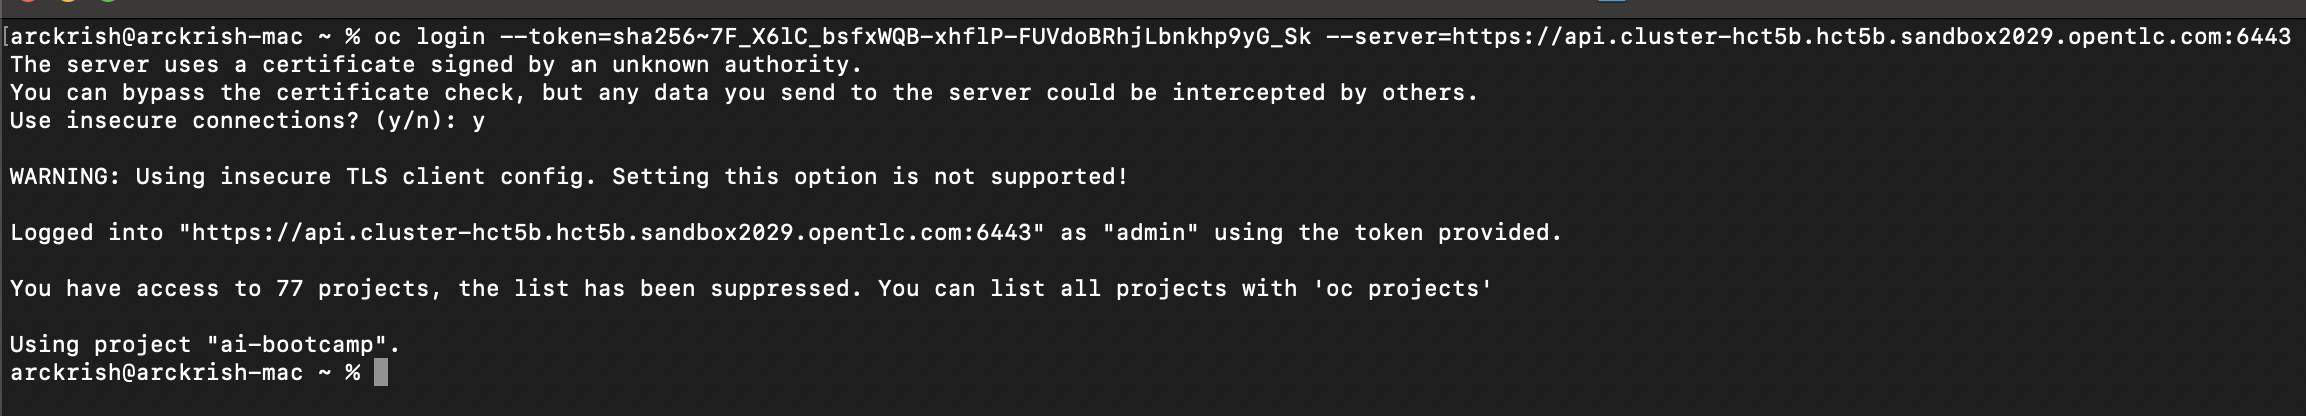 [arckrish@arckrish-mac ~ % oc login --token=sha256~7F_X6lC_bsfxWQB-xhflP-FUVdoBRhjLbnkhp9yG_Sk --server=https://api.cluster-hct5b.hct5b.sandbox2029.opentlc.com:6443
The server uses a certificate signed by an unknown authority.
You can bypass the certificate check, but any data you send to the server could be intercepted by others.
Use insecure connections? (y/n): y
WARNING: Using insecure TLS client config. Setting this option is not supported!
Logged into "https://api.cluster-hct5b.hct5b.sandbox2029.opentlc.com:6443" as "admin" using the token provided.
You have access to 77 projects, the list has been suppressed. You can list all projects with 'oc projects'
Using project "ai-bootcamp".
arckrish@arckrish-mac ~ %